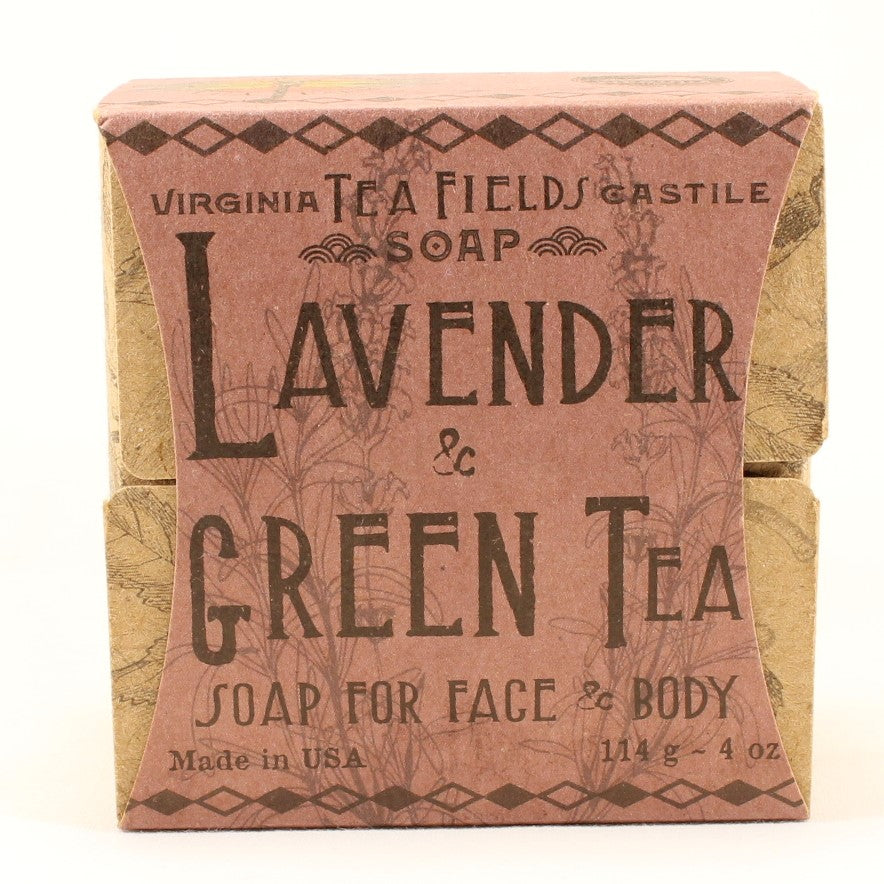 VIRGINIA TEA FIELDS CASTILE
SOAP
LAVENDER
&c
GREEN TEA
SOAP FOR FACE &c BODY
Made in USA 114 g ~ 4 oz